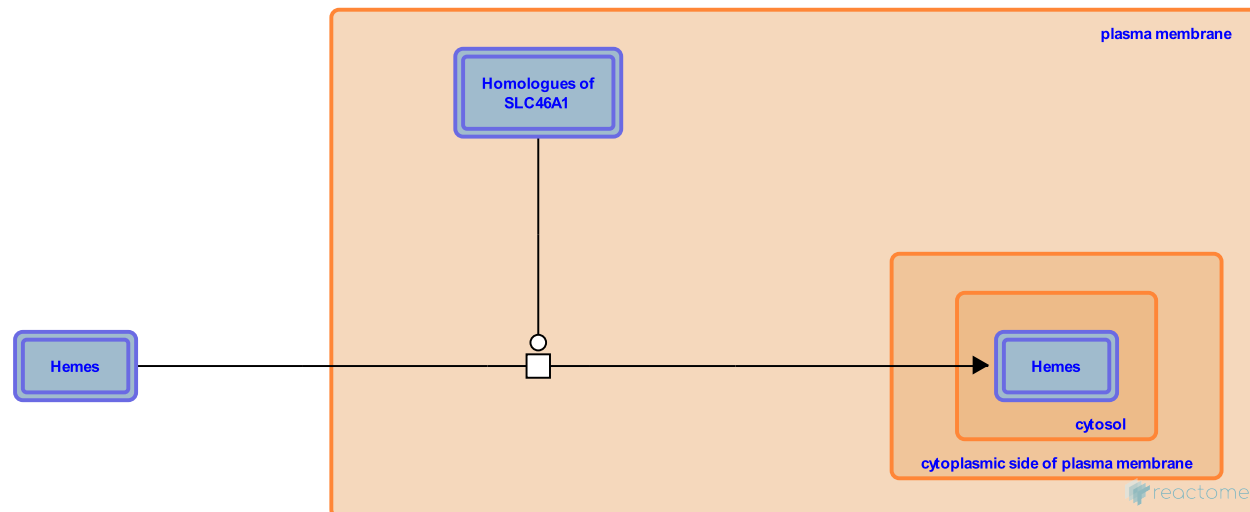 plasma membrane
Homologues of
SLC46A1
Hemes
Hemes
cytosol
cytoplasmic side of plasma membrane
reactome